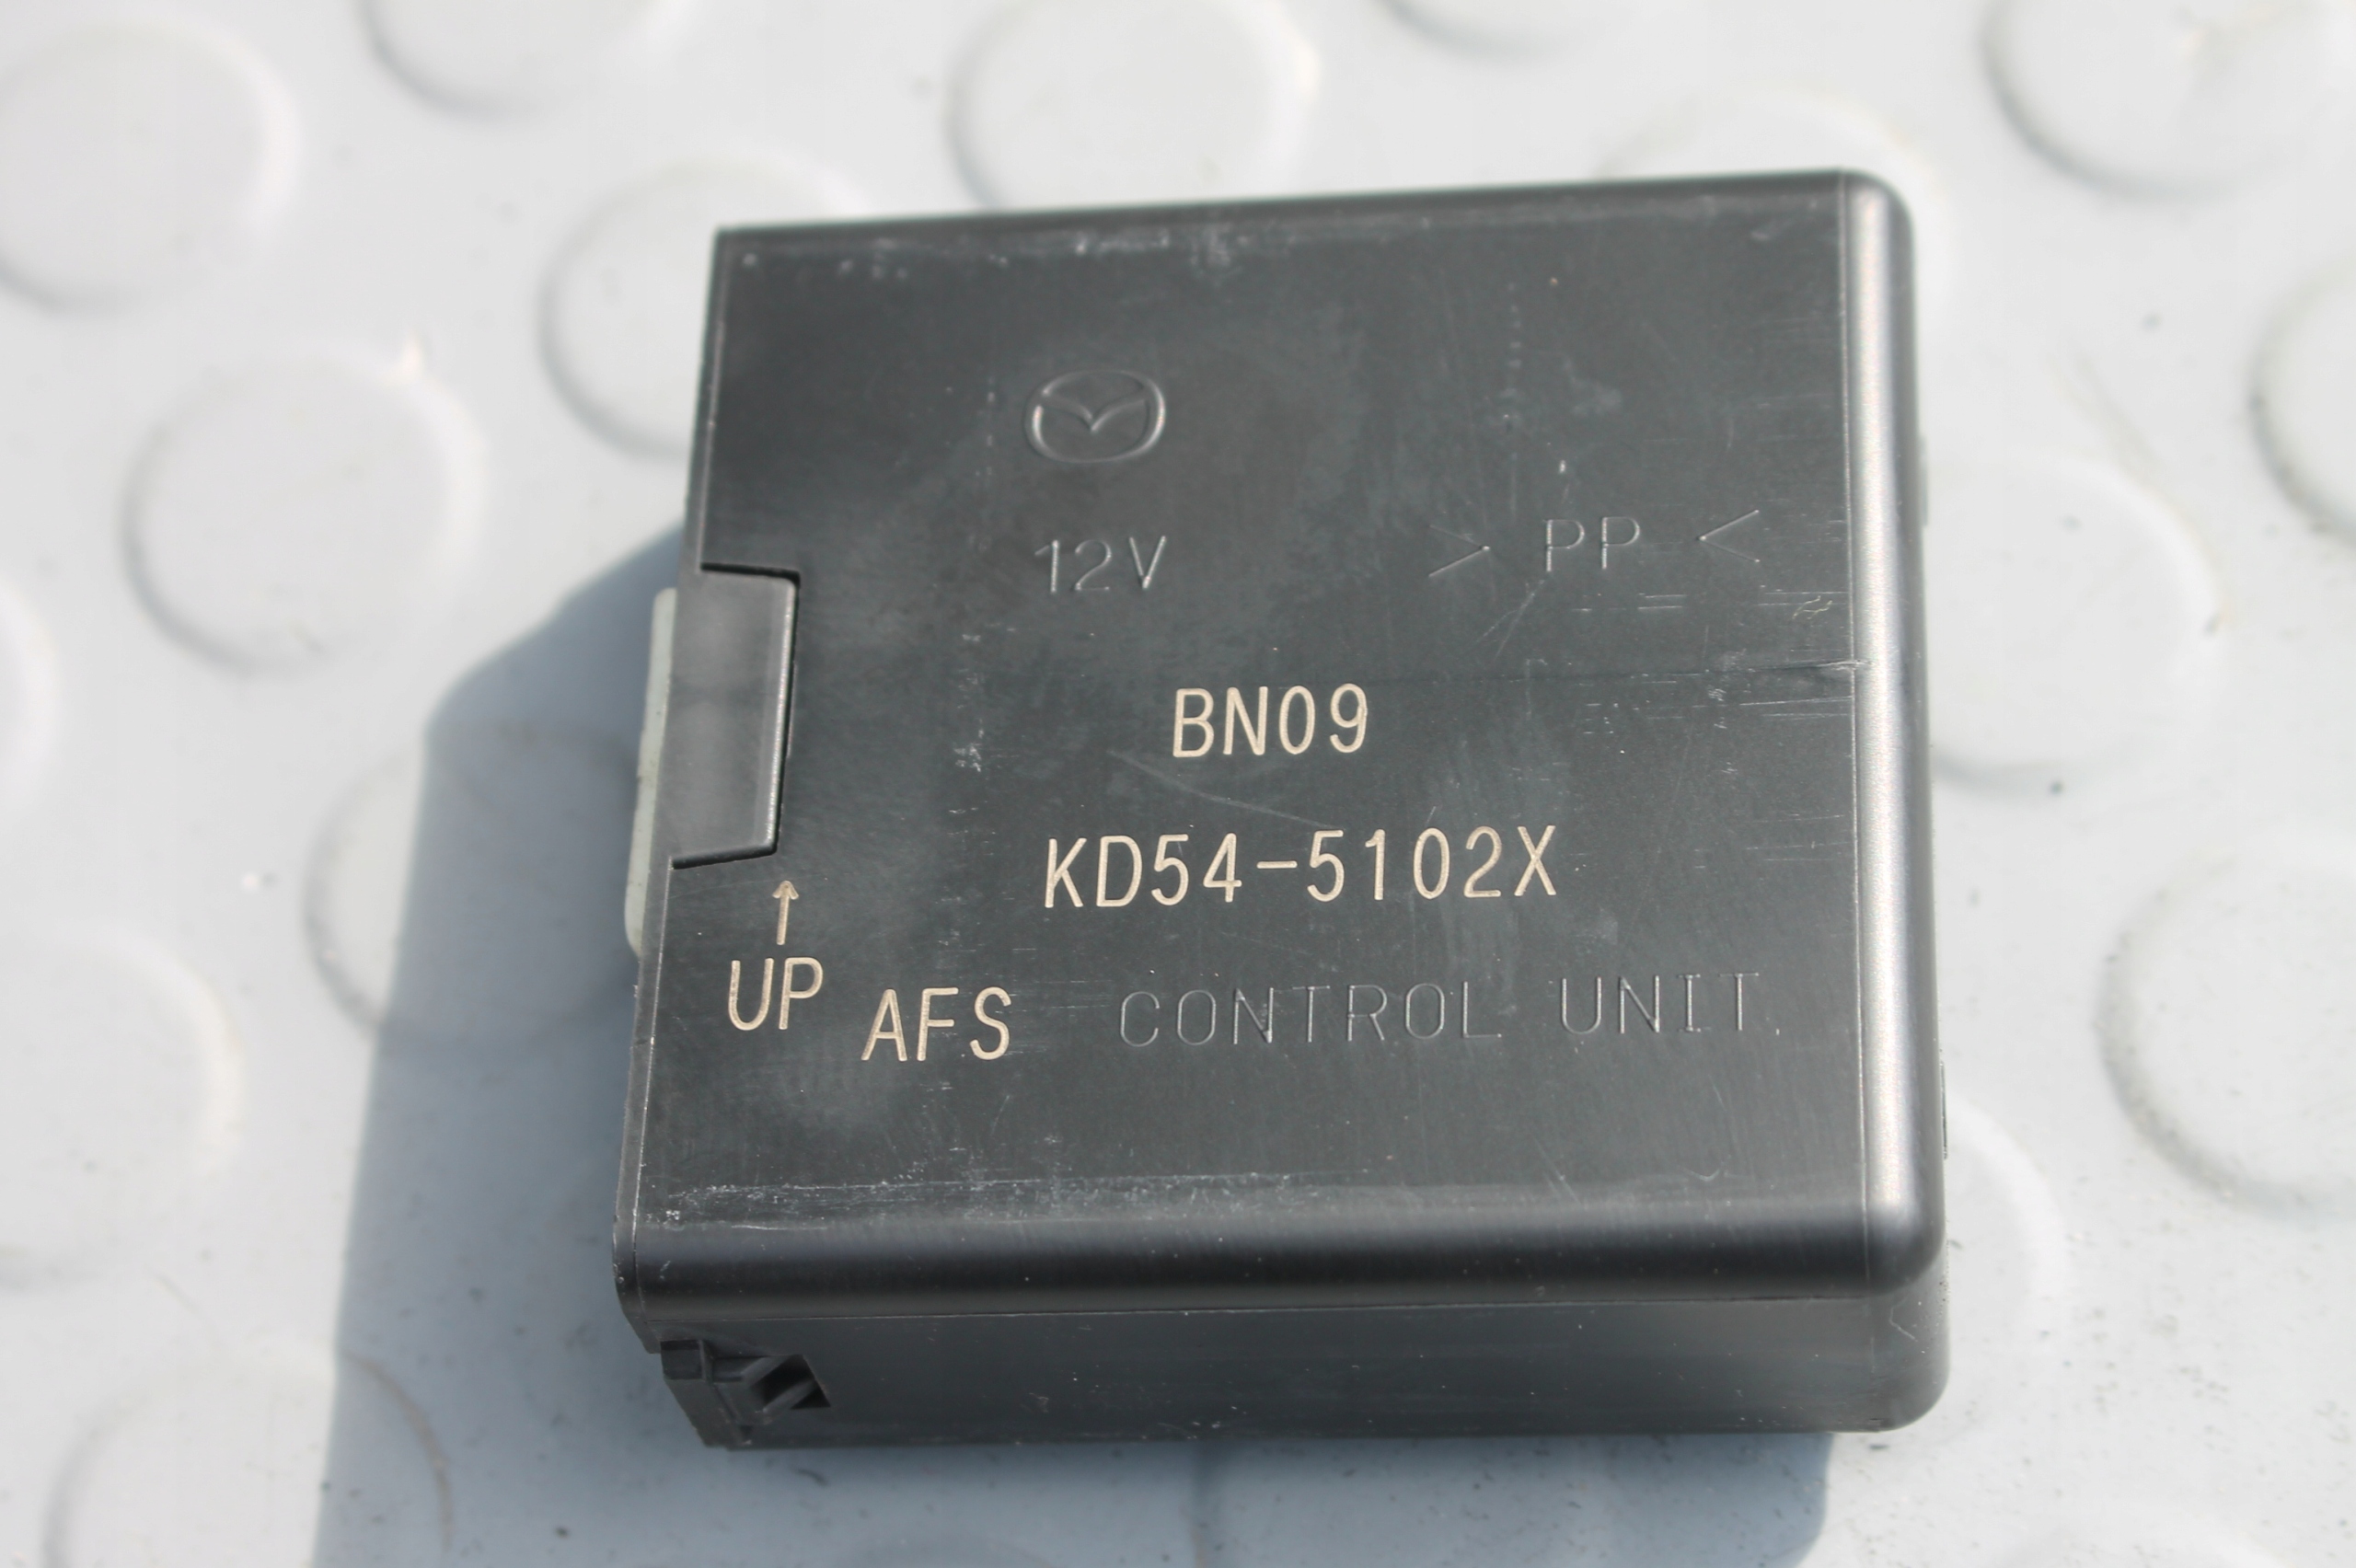 12V > PP <
BN09
KD54-5102X
↑
UP AFS CONTROL UNIT